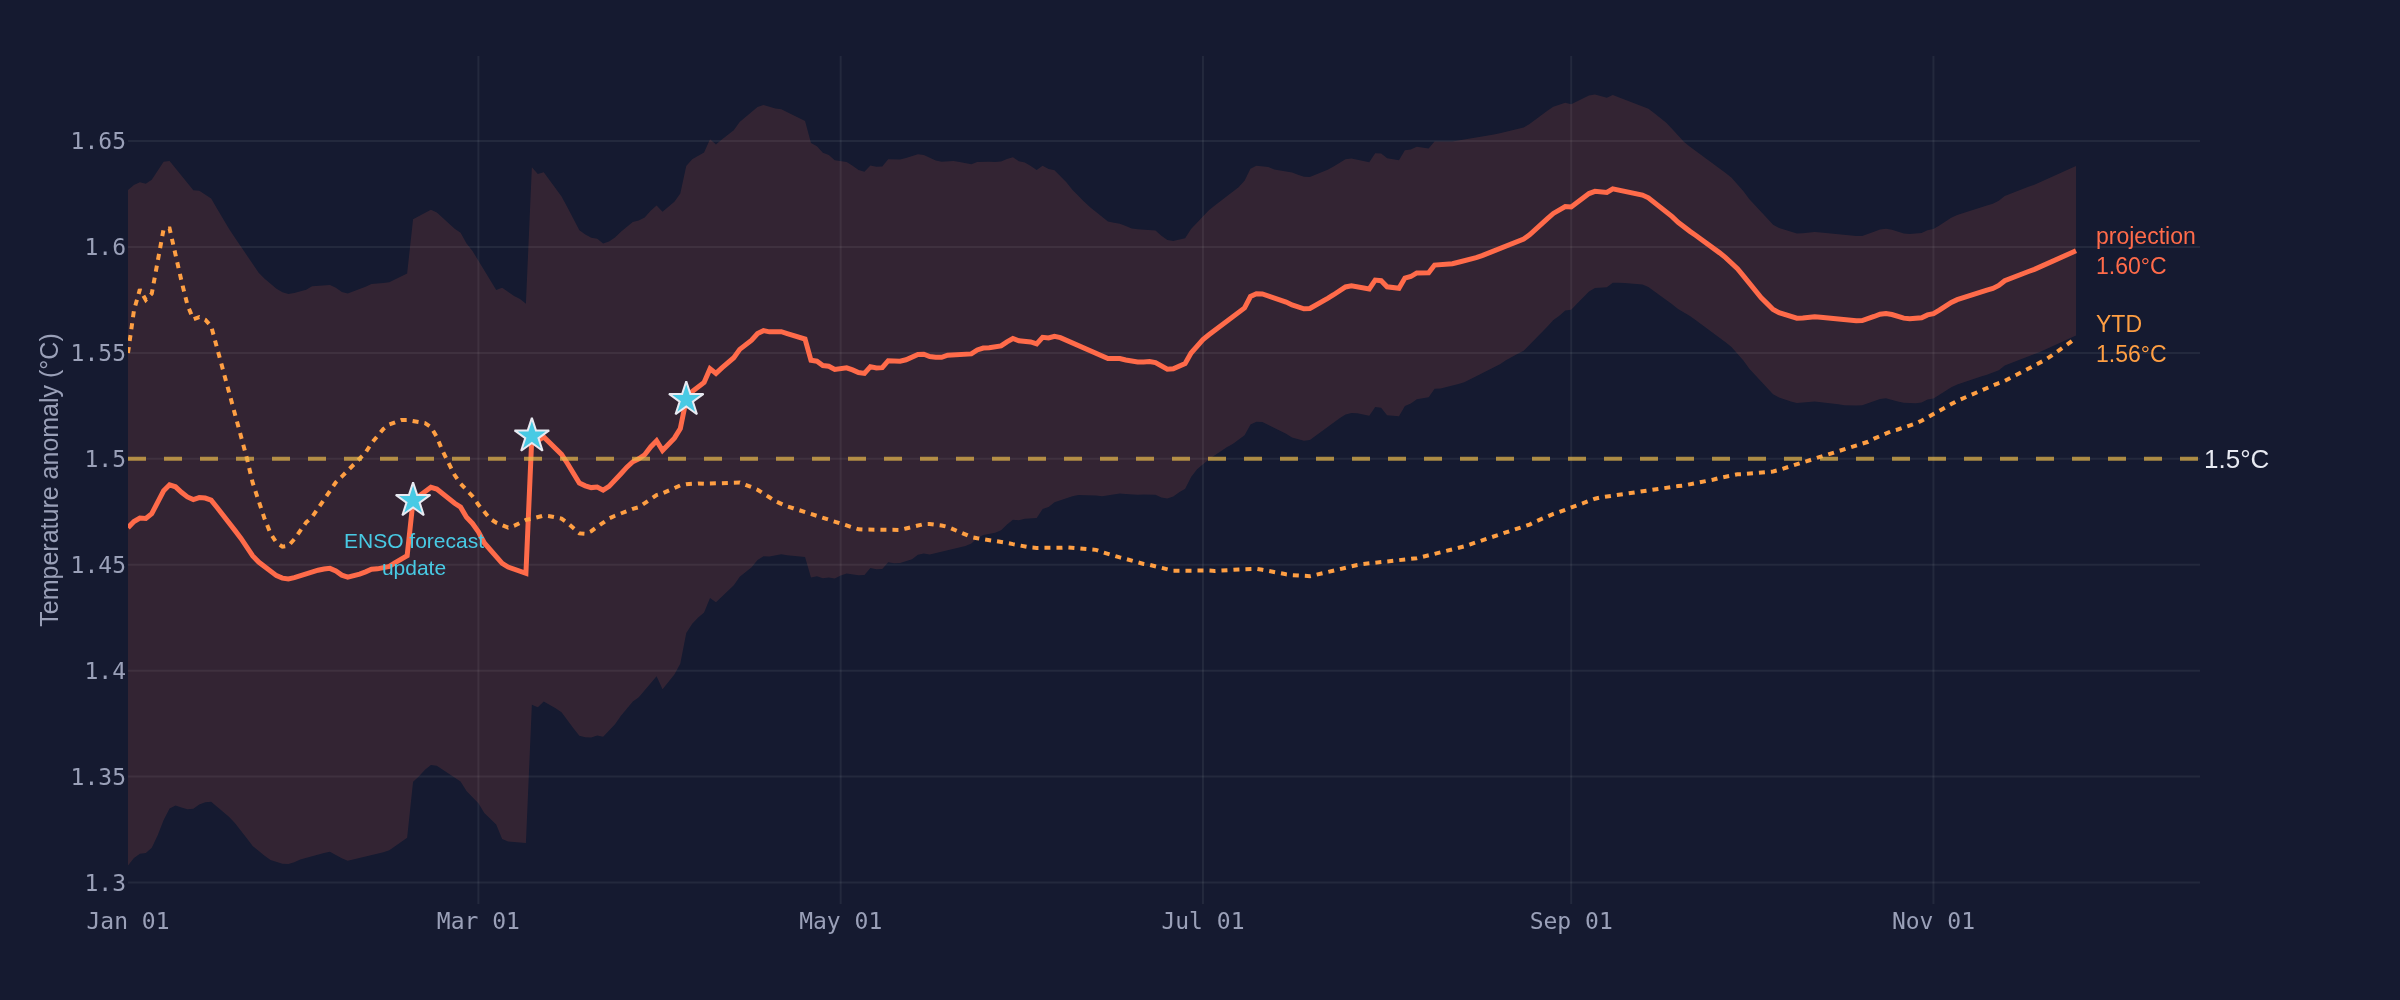 1.65
1.6
1.55
1.5
1.45
1.4
1.35
1.3
Temperature anomaly (°C)
Jan 01
Mar 01
May 01
Jul 01
Sep 01
Nov 01
ENSO forecast
update
projection
1.60°C
YTD
1.56°C
1.5°C